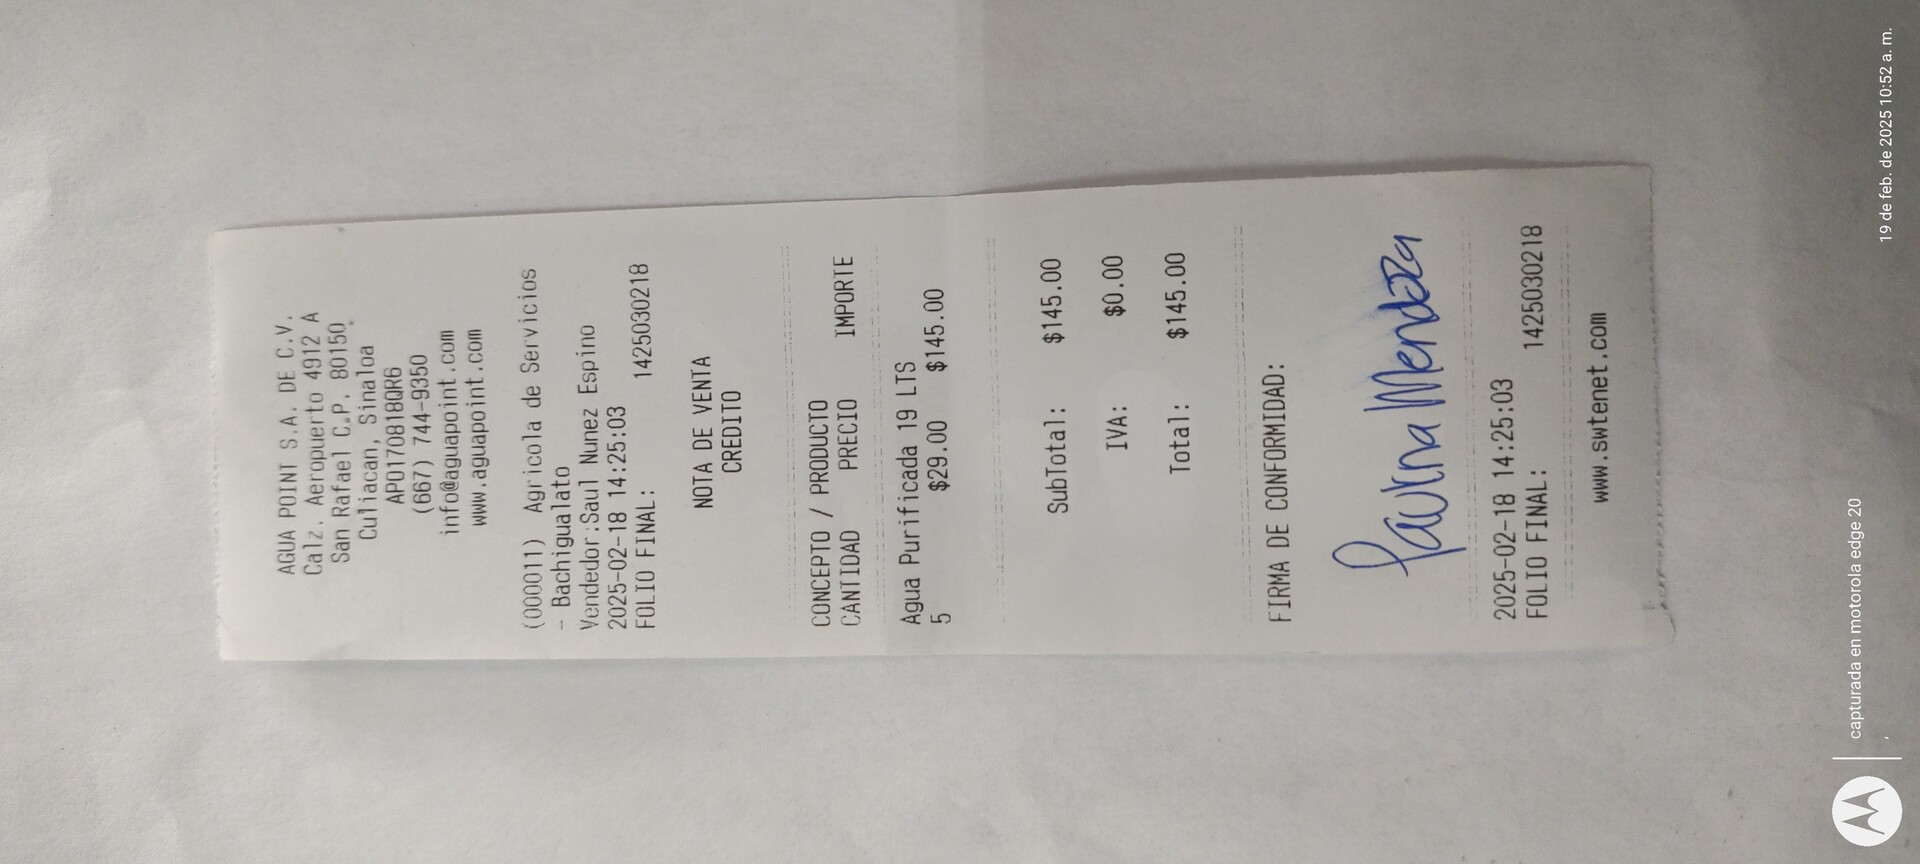 AGUA POINT S.A. DE C.V.
Calz. Aeropuerto 4912 A
San Rafael C.P. 80150
Culiacan, Sinaloa
APO170818QR6
(667) 744-9350
info@aguapoint.com
www.aguapoint.com
(000011) Agricola de Servicios
- Bachigualato
Vendedor:Saul Nunez Espino
2025-02-18 14:25:03
FOLIO FINAL: 1425030218
NOTA DE VENTA
CREDITO
CONCEPTO / PRODUCTO
CANTIDAD PRECIO IMPORTE
Agua Purificada 19 LTS
5 $29.00 $145.00
SubTotal: $145.00
IVA: $0.00
Total: $145.00
FIRMA DE CONFORMIDAD:
Paulina Mendoza
2025-02-18 14:25:03
FOLIO FINAL: 1425030218
www.swtenet.com
capturada en motorola edge 20
19 de feb. de 2025 10:52 a. m.